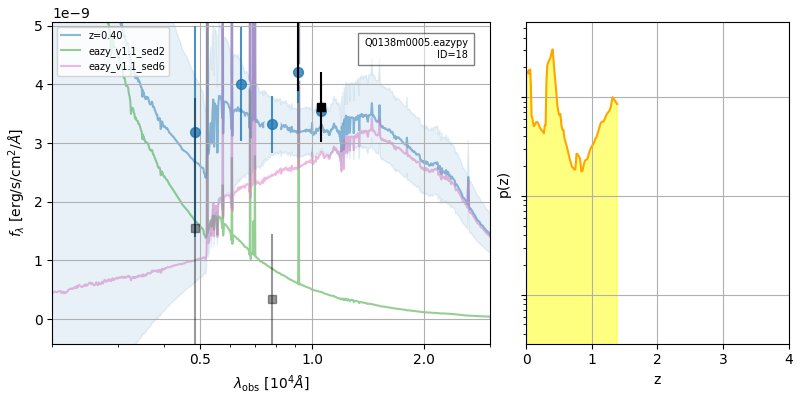 1e−9
z=0.40
eazy_v1.1_sed2
eazy_v1.1_sed6
Q0138m0005.eazypy
ID=18
5
4
3
2
1
0
f_λ [erg/s/cm²/Å]
0.5
1.0
2.0
λ_obs [10⁴Å]
p(z)
0
1
2
3
4
z